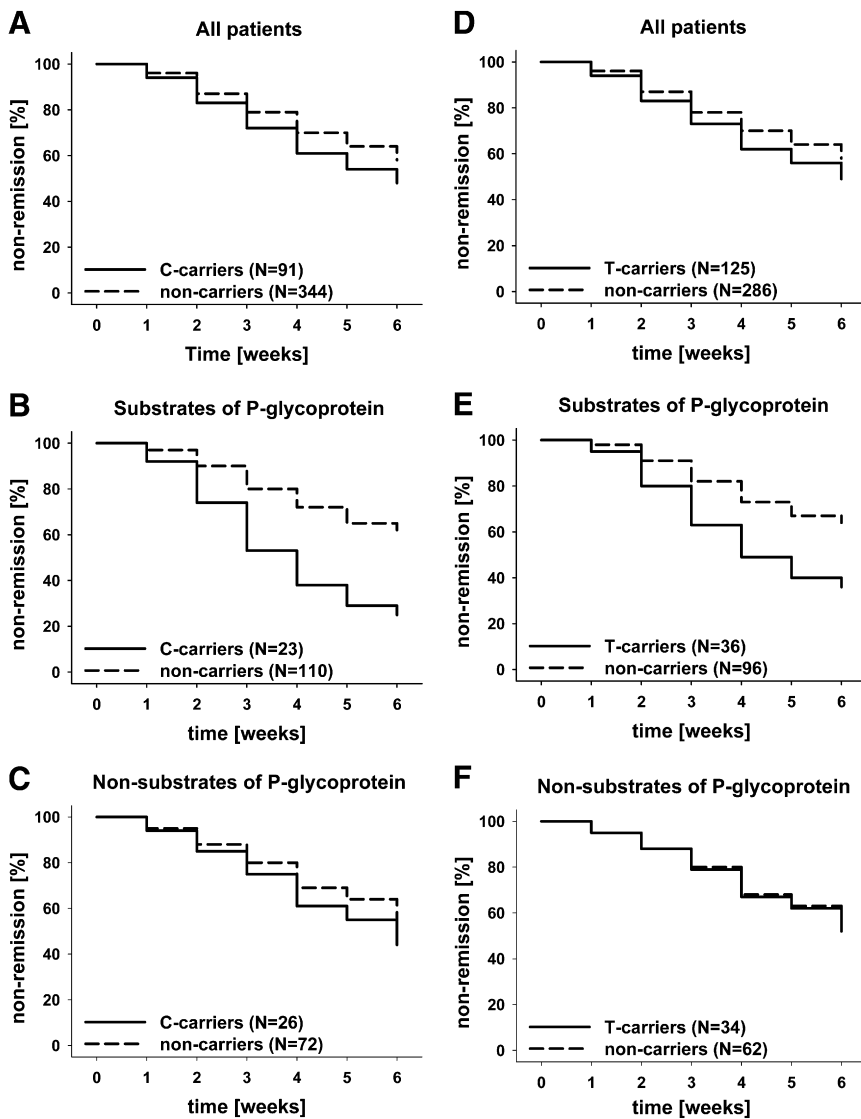 A
All patients
non-remission [%]
100
80
60
40
20
0
C-carriers (N=91)
non-carriers (N=344)
0 1 2 3 4 5 6
Time [weeks]
D
All patients
non-remission [%]
100
80
60
40
20
0
T-carriers (N=125)
non-carriers (N=286)
0 1 2 3 4 5 6
time [weeks]
B
Substrates of P-glycoprotein
non-remission [%]
100
80
60
40
20
0
C-carriers (N=23)
non-carriers (N=110)
0 1 2 3 4 5 6
time [weeks]
E
Substrates of P-glycoprotein
non-remission [%]
100
80
60
40
20
0
T-carriers (N=36)
non-carriers (N=96)
0 1 2 3 4 5 6
time [weeks]
C
Non-substrates of P-glycoprotein
non-remission [%]
100
80
60
40
20
0
C-carriers (N=26)
non-carriers (N=72)
0 1 2 3 4 5 6
time [weeks]
F
Non-substrates of P-glycoprotein
non-remission [%]
100
80
60
40
20
0
T-carriers (N=34)
non-carriers (N=62)
0 1 2 3 4 5 6
time [weeks]